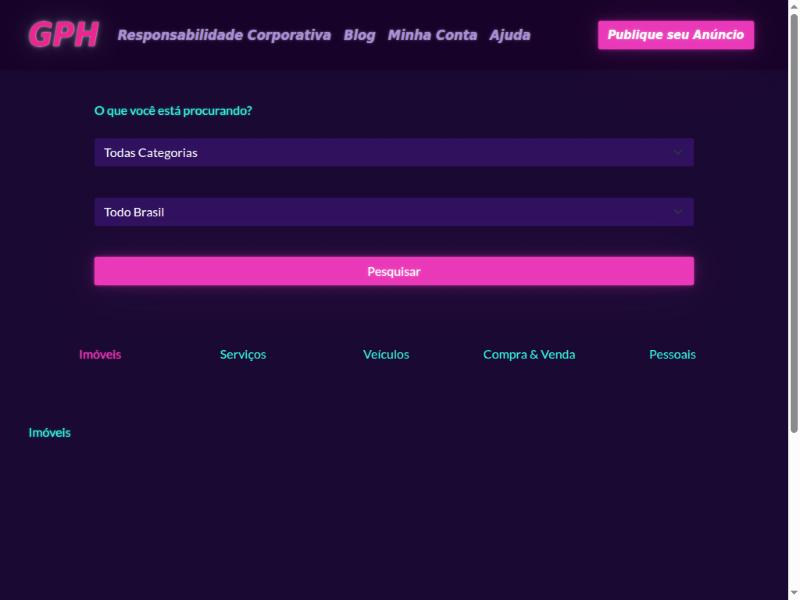 GPH Responsabilidade Corporativa Blog Minha Conta Ajuda Publique seu Anúncio
O que você está procurando?
Todas Categorias
Todo Brasil
Pesquisar
Imóveis Serviços Veículos Compra & Venda Pessoais
Imóveis